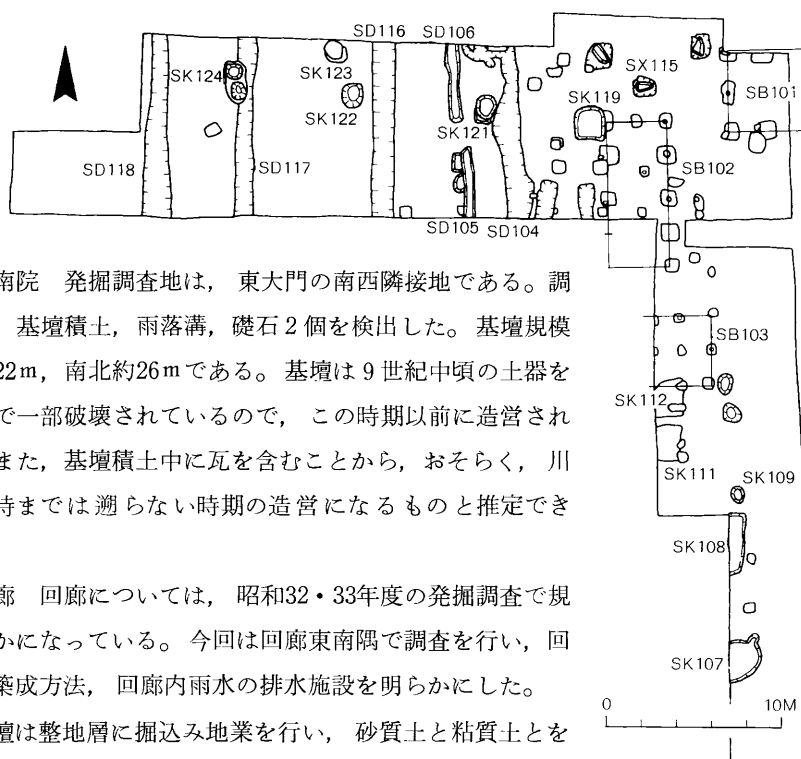 SD116 SD106
SK124
SK123
SX115
SB101
SK122
SK119
SK121
SB102
SD118
SD117
SD105 SD104
南院　発掘調査地は，東大門の南西隣接地である。調
基壇積土，雨落溝，礎石2個を検出した。基壇規模
22m，南北約26mである。基壇は9世紀中頃の土器を
で一部破壊されているので，この時期以前に造営され
また，基壇積土中に瓦を含むことから，おそらく，川
時までは遡らない時期の造営になるものと推定でき
廊　回廊については，昭和32・33年度の発掘調査で規
かになっている。今回は回廊東南隅で調査を行い，回
築成方法，回廊内雨水の排水施設を明らかにした。
壇は整地層に掘込み地業を行い，砂質土と粘質土とを
SB103
SK112
SK111
SK109
SK108
SK107
0 10M